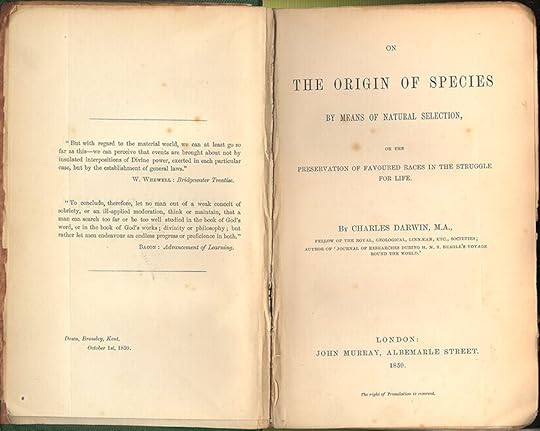 "But with regard to the material world, we can at least go so
far as this—we can perceive that events are brought about not by
insulated interpositions of Divine power, exerted in each particular
case, but by the establishment of general laws."
W. WHEWELL: Bridgewater Treatise.
"To conclude, therefore, let no man out of a weak conceit of
sobriety, or an ill-applied moderation, think or maintain, that a
man can search too far or be too well studied in the book of God's
word, or in the book of God's works; divinity or philosophy; but
rather let men endeavour an endless progress or proficience in both."
BACON: Advancement of Learning.
Down, Bromley, Kent.
October 1st, 1859.
ON
THE ORIGIN OF SPECIES
BY MEANS OF NATURAL SELECTION,
OR THE
PRESERVATION OF FAVOURED RACES IN THE STRUGGLE
FOR LIFE.
By CHARLES DARWIN, M.A.,
FELLOW OF THE ROYAL, GEOLOGICAL, LINNÆAN, ETC., SOCIETIES;
AUTHOR OF 'JOURNAL OF RESEARCHES DURING H. M. S. BEAGLE'S VOYAGE
ROUND THE WORLD.'
LONDON:
JOHN MURRAY, ALBEMARLE STREET.
1859.
The right of Translation is reserved.